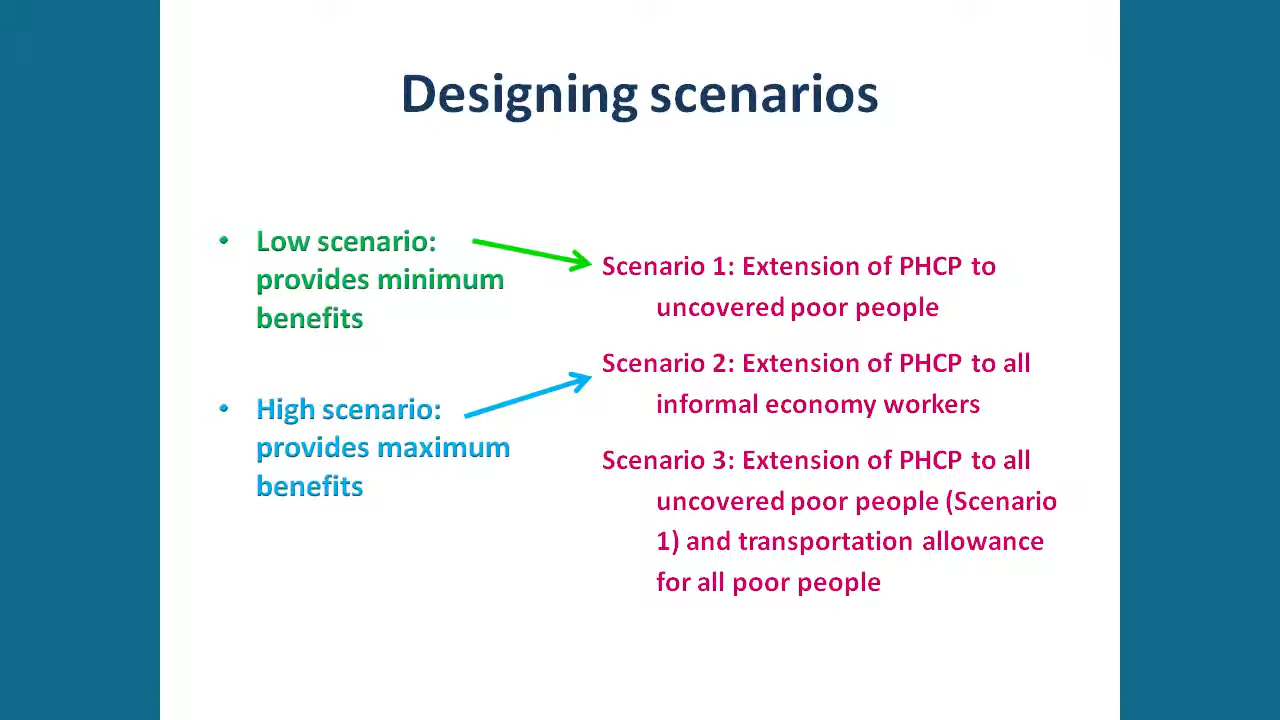 Designing scenarios
• Low scenario:
provides minimum
benefits
• High scenario:
provides maximum
benefits
Scenario 1: Extension of PHCP to
uncovered poor people
Scenario 2: Extension of PHCP to all
informal economy workers
Scenario 3: Extension of PHCP to all
uncovered poor people (Scenario
1) and transportation allowance
for all poor people